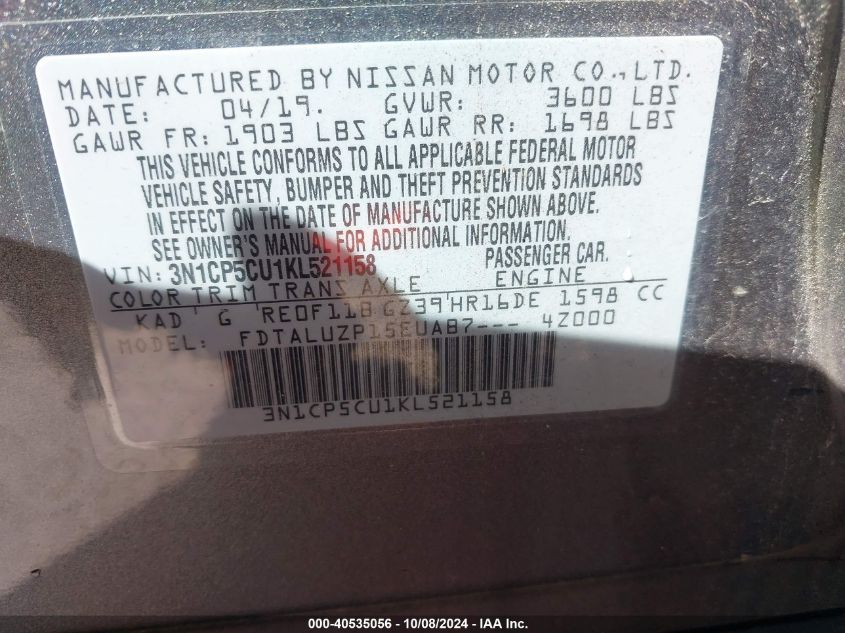 MANUFACTURED BY NISSAN MOTOR CO., LTD.
DATE: 04/19. GVWR: 3600 LBS
GAWR FR: 1903 LBS GAWR RR: 1698 LBS
THIS VEHICLE CONFORMS TO ALL APPLICABLE FEDERAL MOTOR
VEHICLE SAFETY, BUMPER AND THEFT PREVENTION STANDARDS
IN EFFECT ON THE DATE OF MANUFACTURE SHOWN ABOVE.
SEE OWNER'S MANUAL FOR ADDITIONAL INFORMATION.
VIN: 3N1CP5CU1KL521158 PASSENGER CAR.
COLOR TRIM TRANS AXLE ENGINE
KAD G RE0F11B GZ39 HR16DE 1598 CC
MODEL: FDTALUZP15EUAB7--- 4Z000
3N1CP5CU1KL521158
000-40535056 - 10/08/2024 - IAA Inc.